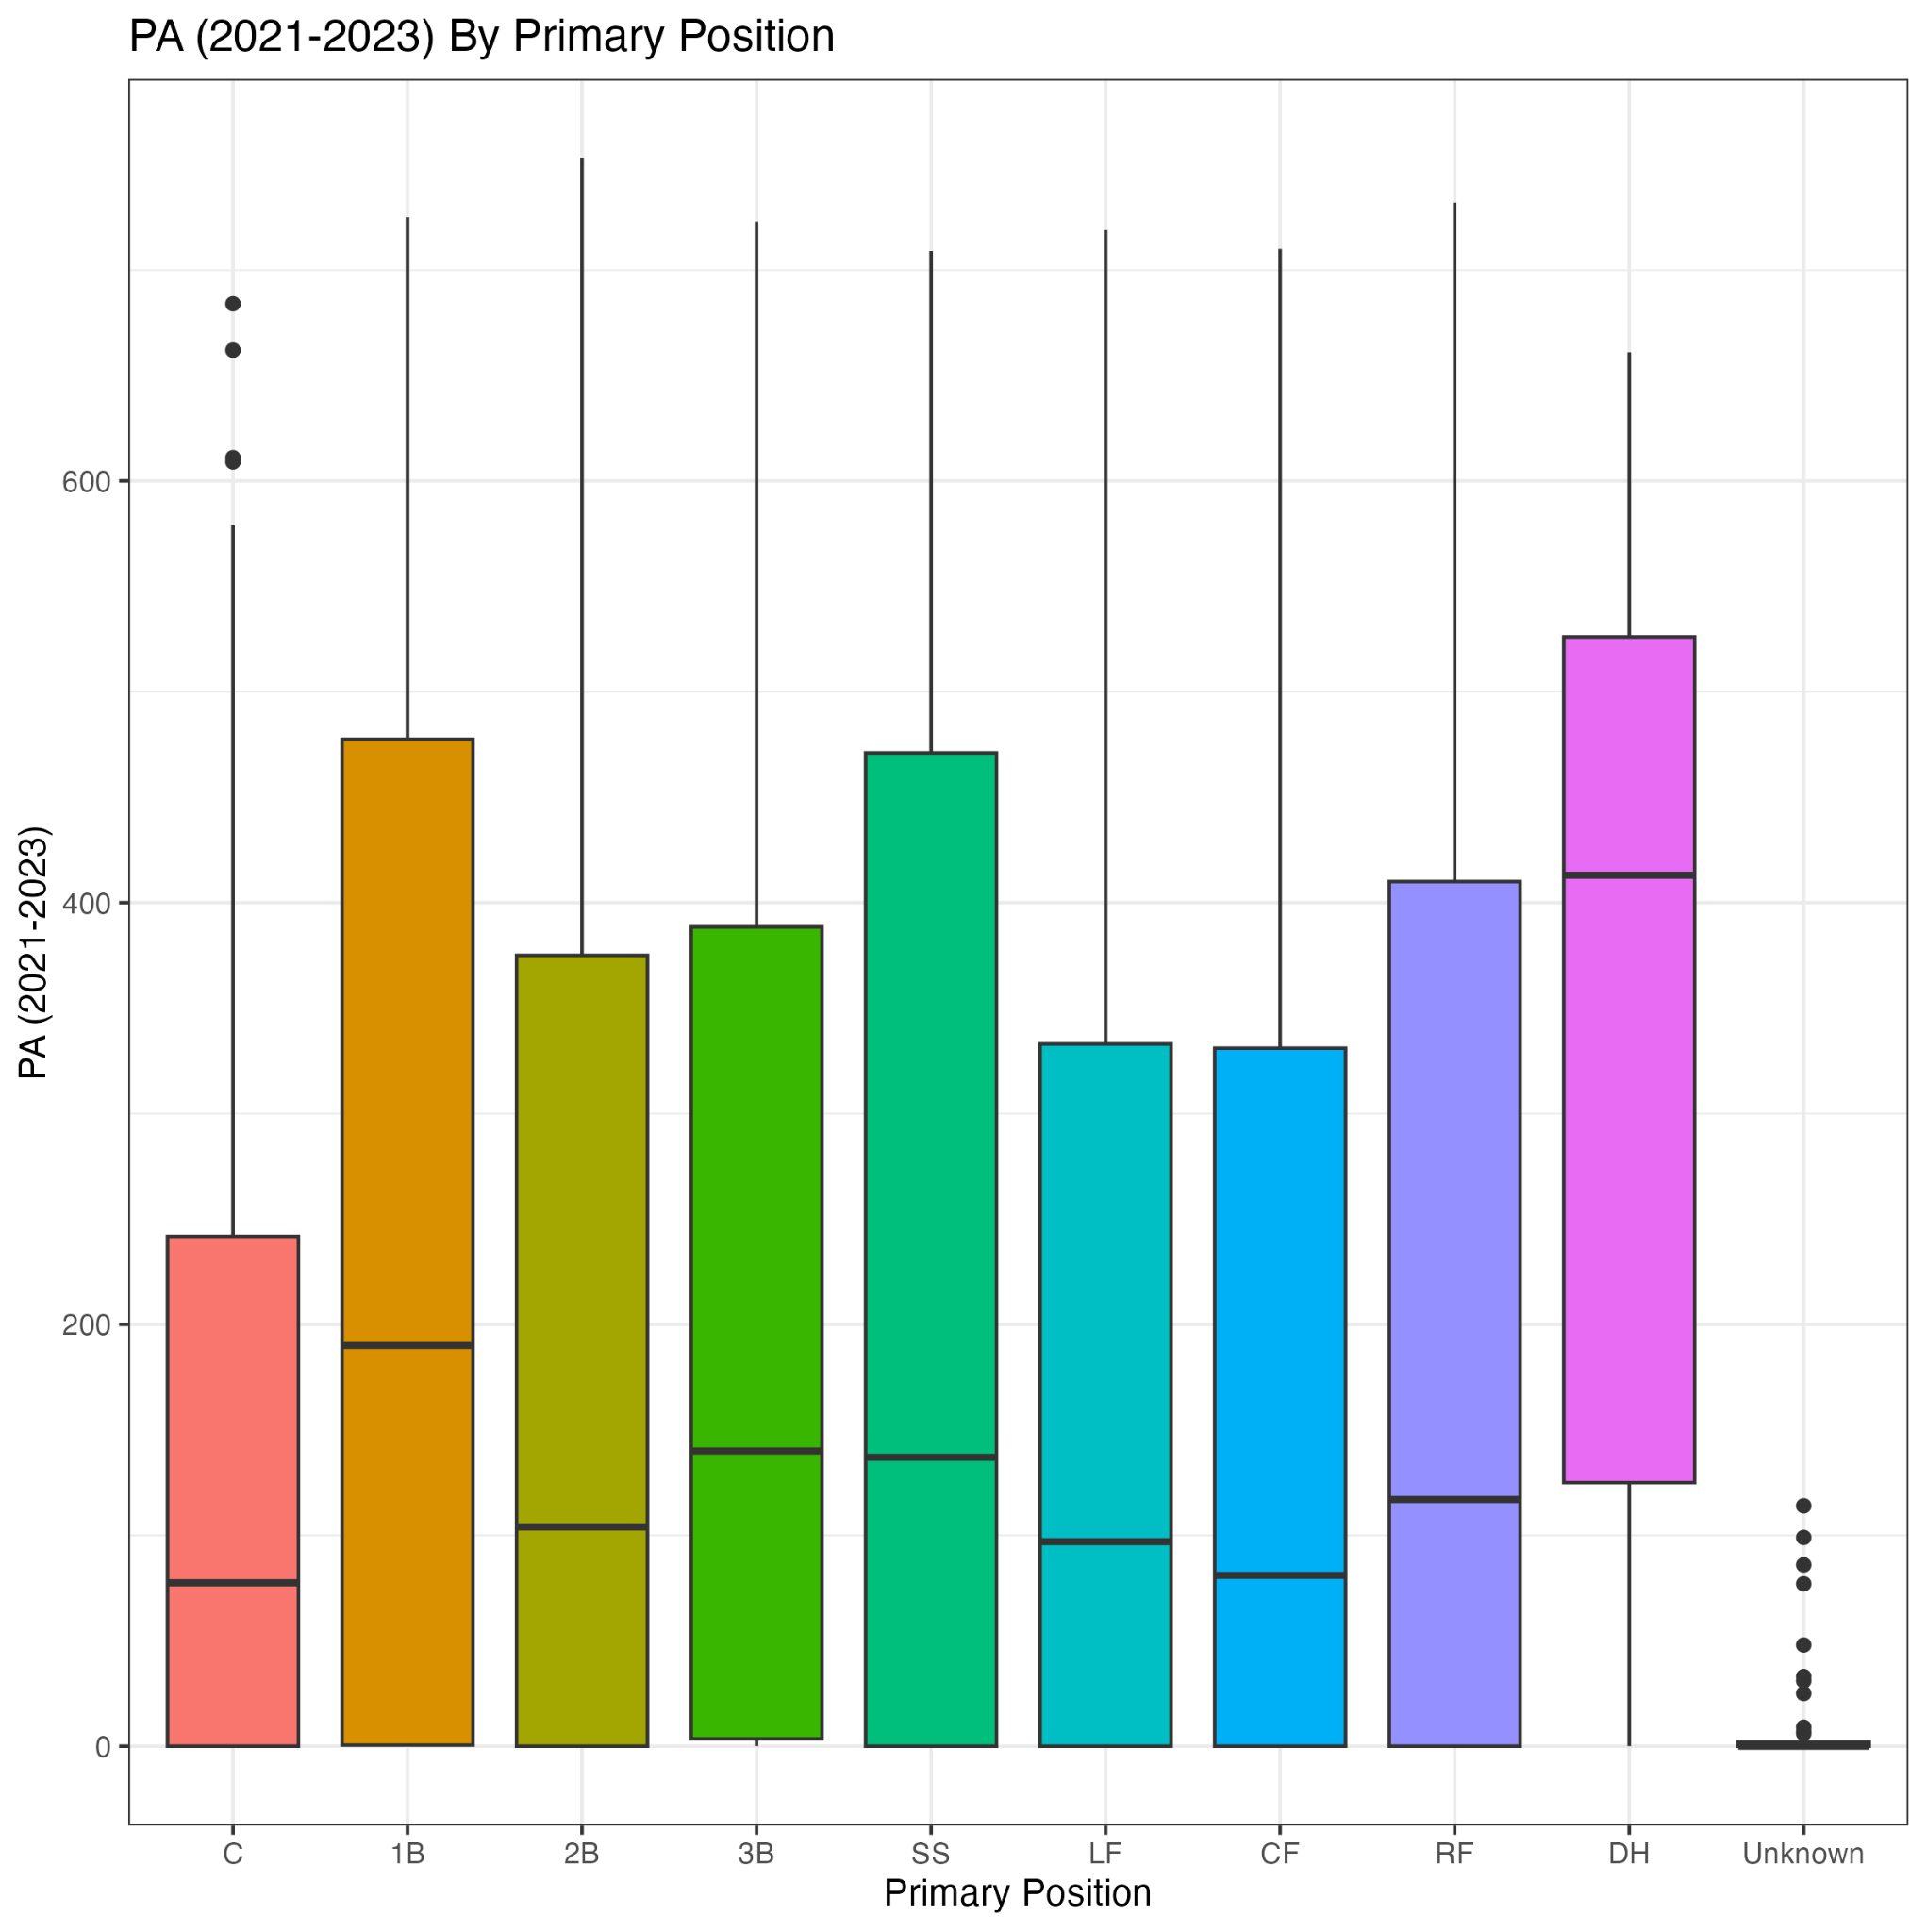 PA (2021-2023) By Primary Position
PA (2021-2023)
600
400
200
0
C 1B 2B 3B SS LF CF RF DH Unknown
Primary Position